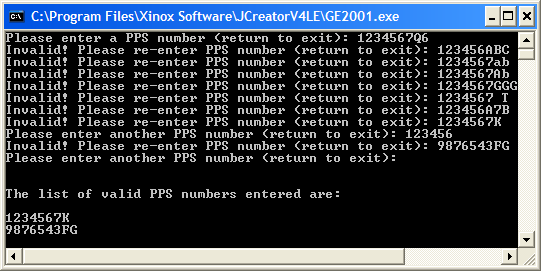 C:\Program Files\Xinox Software\JCreatorV4LE\GE2001.exe
Please enter a PPS number (return to exit): 1234567Q6
Invalid! Please re-enter PPS number (return to exit): 123456ABC
Invalid! Please re-enter PPS number (return to exit): 1234567ab
Invalid! Please re-enter PPS number (return to exit): 1234567Ab
Invalid! Please re-enter PPS number (return to exit): 1234567GGG
Invalid! Please re-enter PPS number (return to exit): 1234567 T
Invalid! Please re-enter PPS number (return to exit): 123456A7B
Invalid! Please re-enter PPS number (return to exit): 1234567K
Please enter another PPS number (return to exit): 123456
Invalid! Please re-enter PPS number (return to exit): 9876543FG
Please enter another PPS number (return to exit):
The list of valid PPS numbers entered are:
1234567K
9876543FG